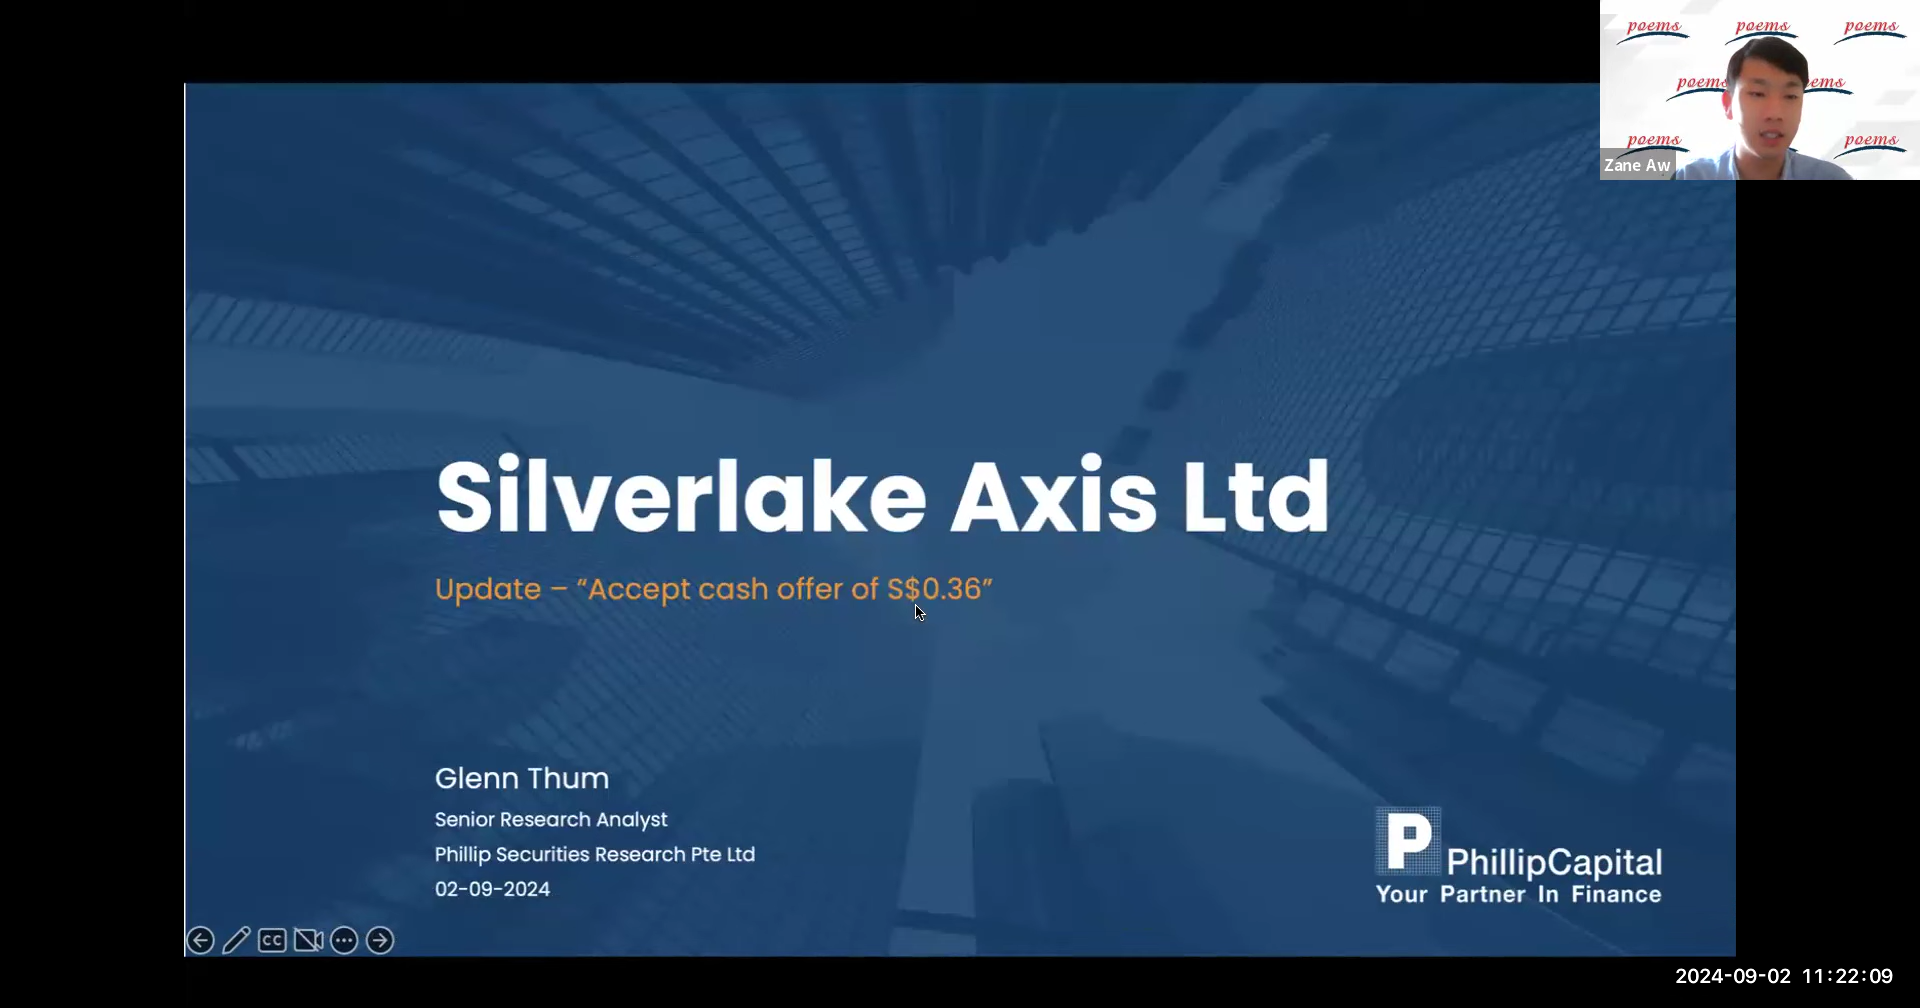 poems poems poems
poems ems
poems poems
Zane Aw
Silverlake Axis Ltd
Update – “Accept cash offer of S$0.36”
Glenn Thum
Senior Research Analyst
Phillip Securities Research Pte Ltd
02-09-2024
P PhillipCapital
Your Partner In Finance
CC
2024-09-02 11:22:09